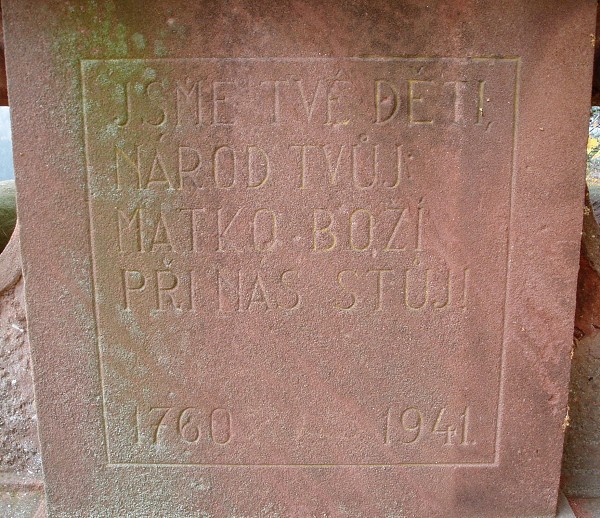 JSME TVÉ DĚTI,
NÁROD TVŮJ
MATKO BOŽÍ
PŘI NÁS STŮJ!
1760 1941